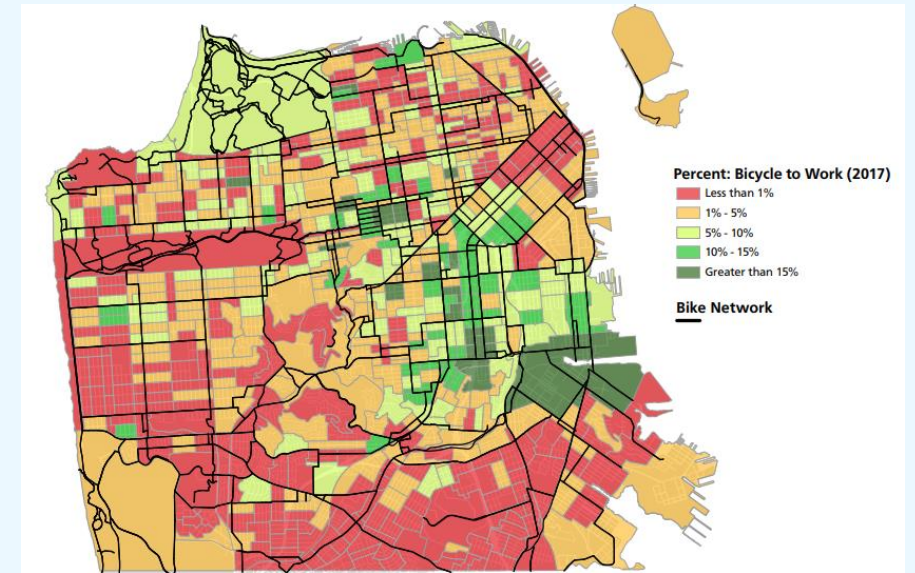 Percent: Bicycle to Work (2017)
Less than 1%
1% - 5%
5% - 10%
10% - 15%
Greater than 15%
Bike Network